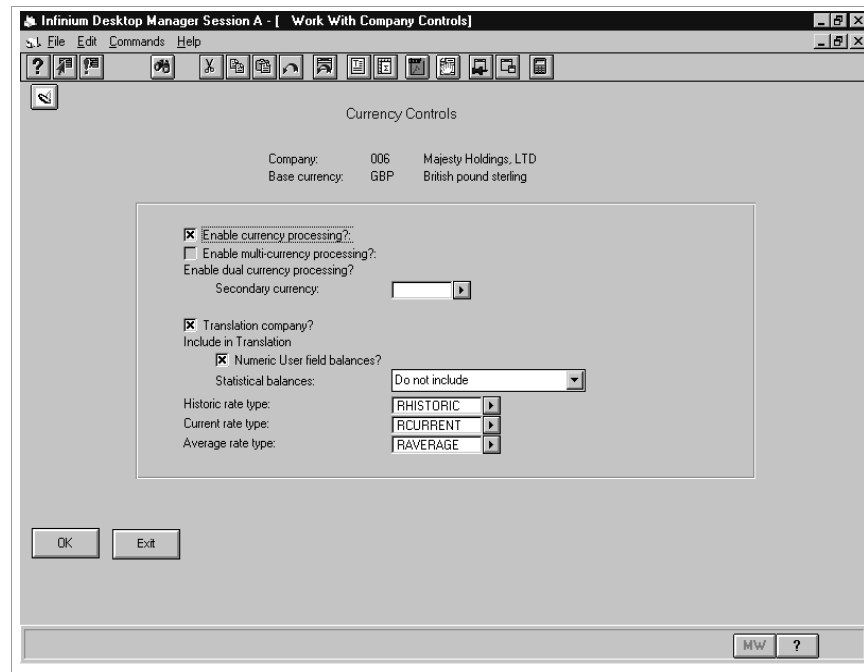 Infinium Desktop Manager Session A - [   Work With Company Controls]
File Edit Commands Help
?
Currency Controls
Company: 006 Majesty Holdings, LTD
Base currency: GBP British pound sterling
Enable currency processing?:
Enable multi-currency processing?:
Enable dual currency processing?
Secondary currency:
Translation company?
Include in Translation
Numeric User field balances?
Statistical balances: Do not include
Historic rate type: RHISTORIC
Current rate type: RCURRENT
Average rate type: RAVERAGE
OK Exit
MW ?